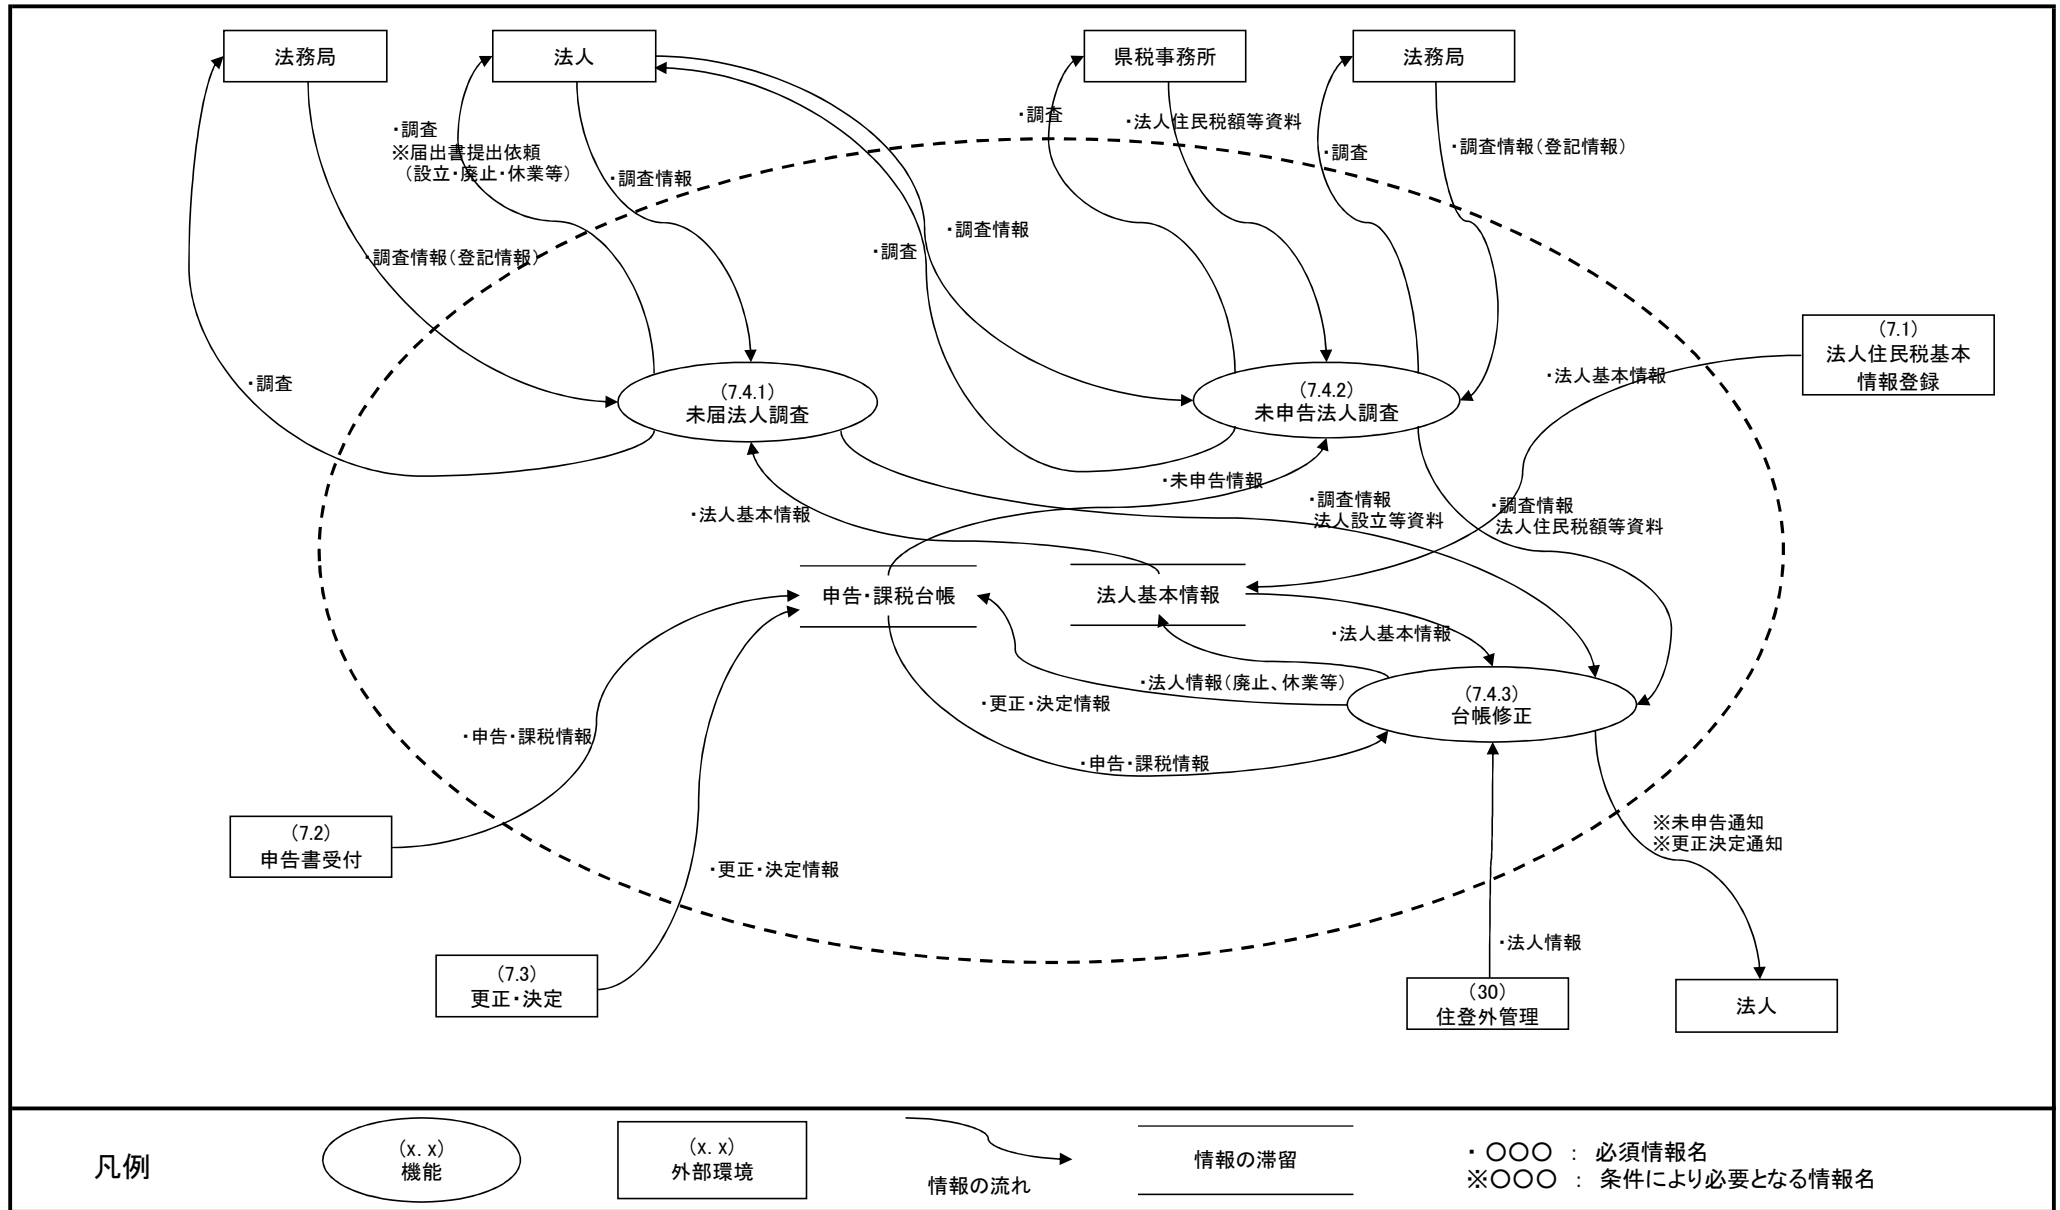 法務局
法人
県税事務所
法務局
・調査
※届出書提出依頼
（設立・廃止・休業等）
・調査情報
・調査
・法人住民税額等資料
・調査
・調査情報（登記情報）
・調査情報（登記情報）
・調査
・調査情報
(7.1)
法人住民税基本
情報登録
・調査
(7.4.1)
未届法人調査
(7.4.2)
未申告法人調査
・法人基本情報
・法人基本情報
・未申告情報
・調査情報
法人設立等資料
・調査情報
法人住民税額等資料
申告・課税台帳
法人基本情報
・法人基本情報
・法人情報（廃止、休業等）
・更正・決定情報
(7.4.3)
台帳修正
・申告・課税情報
・申告・課税情報
(7.2)
申告書受付
※未申告通知
※更正決定通知
・更正・決定情報
・法人情報
(7.3)
更正・決定
(30)
住登外管理
法人
凡例
(x. x)
機能
(x. x)
外部環境
情報の流れ
情報の滞留
・〇〇〇 ： 必須情報名
※〇〇〇 ： 条件により必要となる情報名